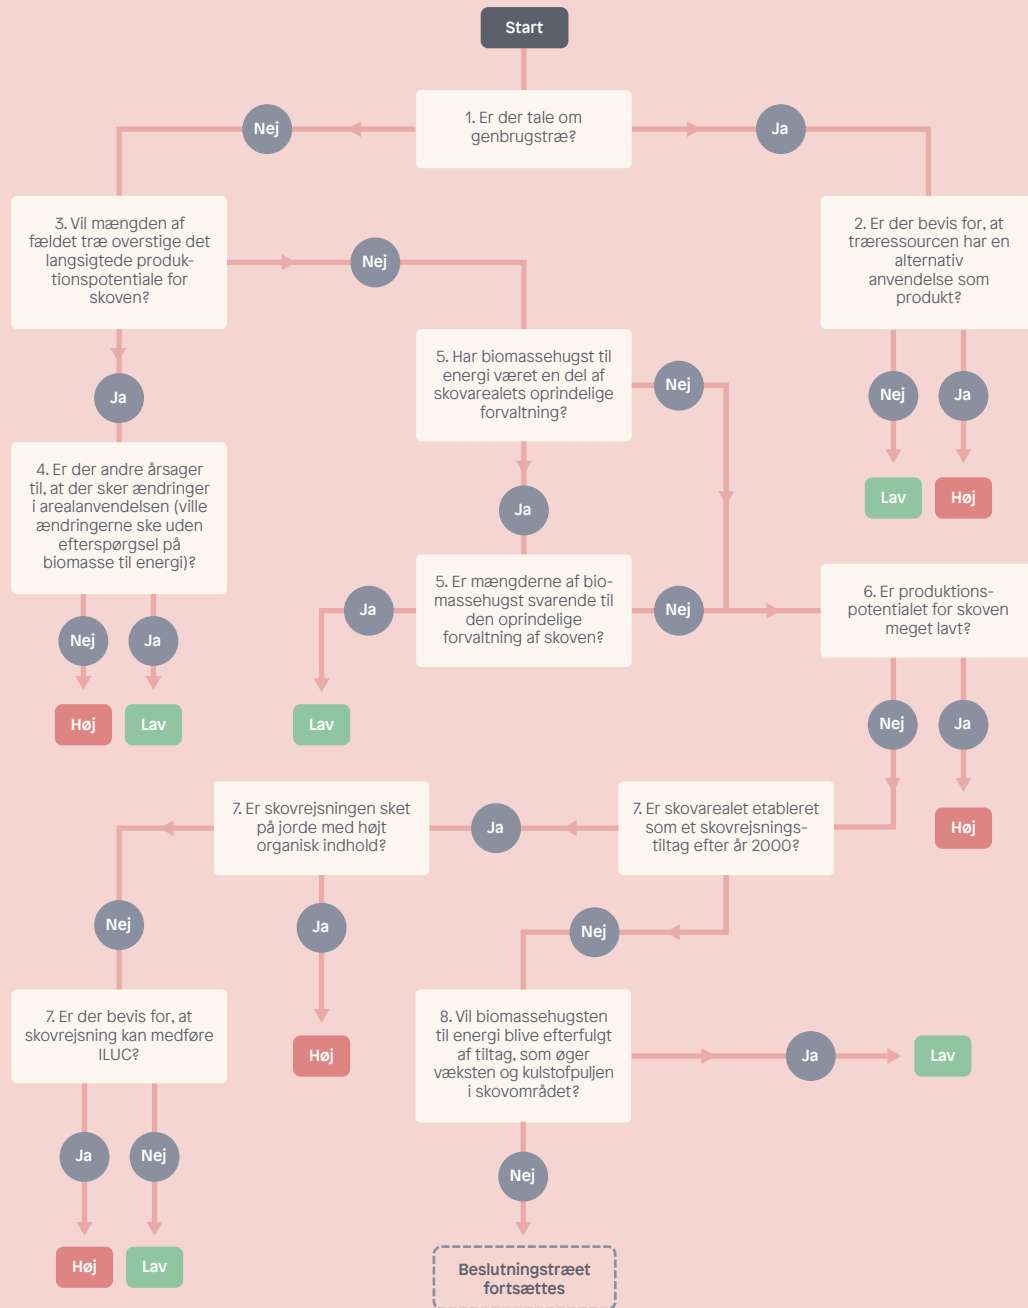 Start
1. Er der tale om
genbrugstræ?
Nej
Ja
3. Vil mængden af
fældet træ overstige det
langsigtede produk-
tionspotentiale for
skoven?
Nej
2. Er der bevis for, at
træressourcen har en
alternativ
anvendelse som
produkt?
Ja
5. Har biomassehugst til
energi været en del af
skovarealets oprindelige
forvaltning?
Nej
Nej
Ja
4. Er der andre årsager
til, at der sker ændringer
i arealanvendelsen (ville
ændringerne ske uden
efterspørgsel på
biomasse til energi)?
Ja
Lav
Høj
Nej
Ja
Ja
5. Er mængderne af bio-
massehugst svarende til
den oprindelige
forvaltning af skoven?
Nej
6. Er produktions-
potentialet for skoven
meget lavt?
Høj
Lav
Lav
Nej
Ja
7. Er skovrejsningen sket
på jorde med højt
organisk indhold?
Ja
7. Er skovarealet etableret
som et skovrejsnings-
tiltag efter år 2000?
Høj
Nej
Ja
Nej
7. Er der bevis for, at
skovrejsning kan medføre
ILUC?
Høj
8. Vil biomassehugsten
til energi blive efterfulgt
af tiltag, som øger
væksten og kulstofpuljen
i skovområdet?
Ja
Lav
Ja
Nej
Nej
Høj
Lav
Beslutningstræet
fortsættes